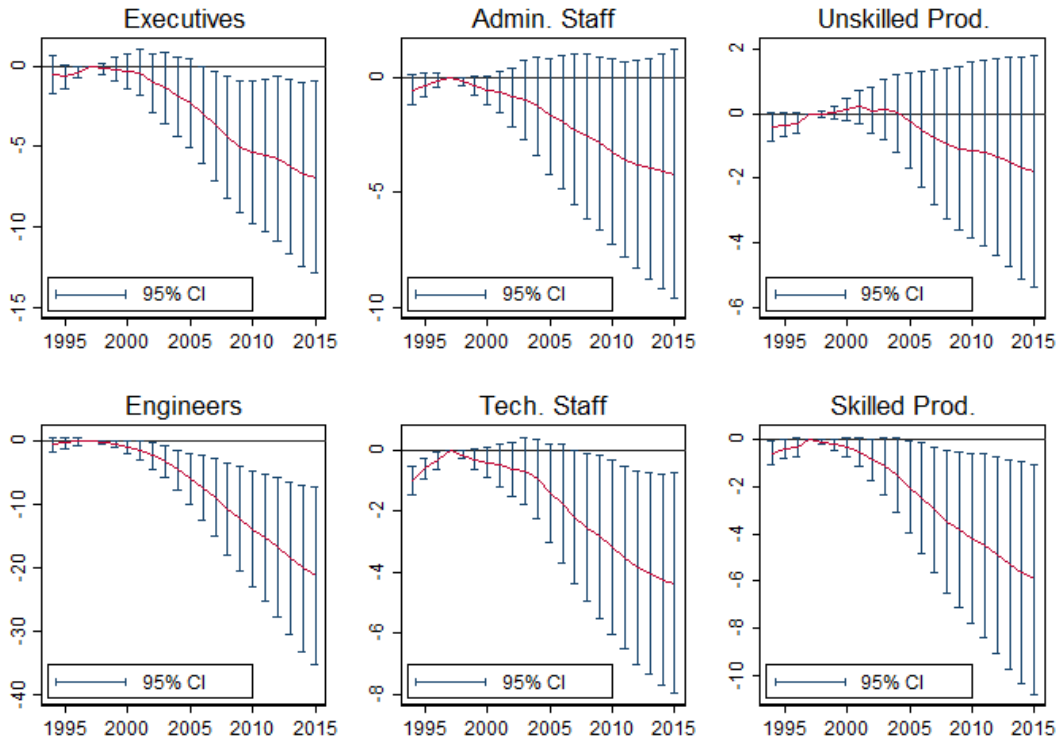 Executives
0
-5
-10
-15
95% CI
1995 2000 2005 2010 2015
Admin. Staff
0
-5
-10
95% CI
1995 2000 2005 2010 2015
Unskilled Prod.
2
0
-2
-4
-6
95% CI
1995 2000 2005 2010 2015
Engineers
0
-10
-20
-30
-40
95% CI
1995 2000 2005 2010 2015
Tech. Staff
0
-2
-4
-6
-8
95% CI
1995 2000 2005 2010 2015
Skilled Prod.
0
-2
-4
-6
-8
-10
95% CI
1995 2000 2005 2010 2015